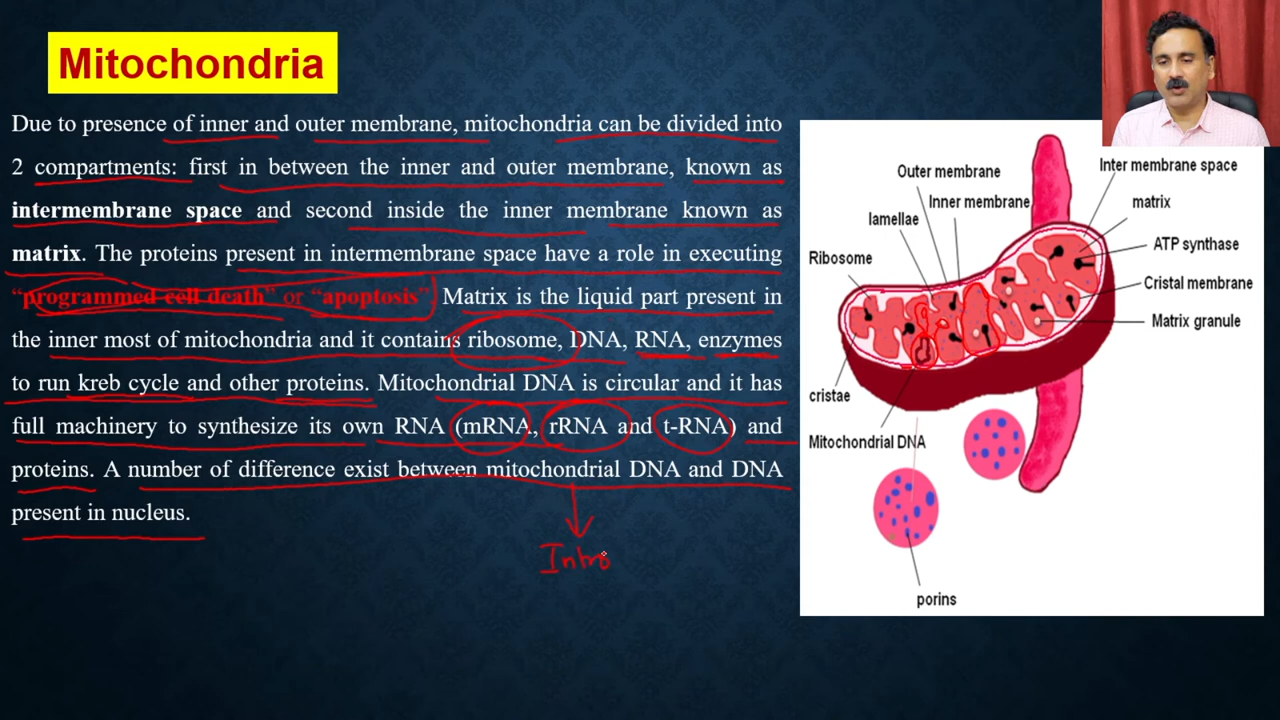 Mitochondria
Due to presence of inner and outer membrane, mitochondria can be divided into
2 compartments: first in between the inner and outer membrane, known as
intermembrane space and second inside the inner membrane known as
matrix. The proteins present in intermembrane space have a role in executing
“programmed cell death” or “apoptosis”. Matrix is the liquid part present in
the inner most of mitochondria and it contains ribosome, DNA, RNA, enzymes
to run kreb cycle and other proteins. Mitochondrial DNA is circular and it has
full machinery to synthesize its own RNA (mRNA, rRNA and t-RNA) and
proteins. A number of difference exist between mitochondrial DNA and DNA
present in nucleus.
Intro
Outer membrane
Inner membrane
lamellae
Ribosome
Inter membrane space
matrix
ATP synthase
Cristal membrane
Matrix granule
cristae
Mitochondrial DNA
porins